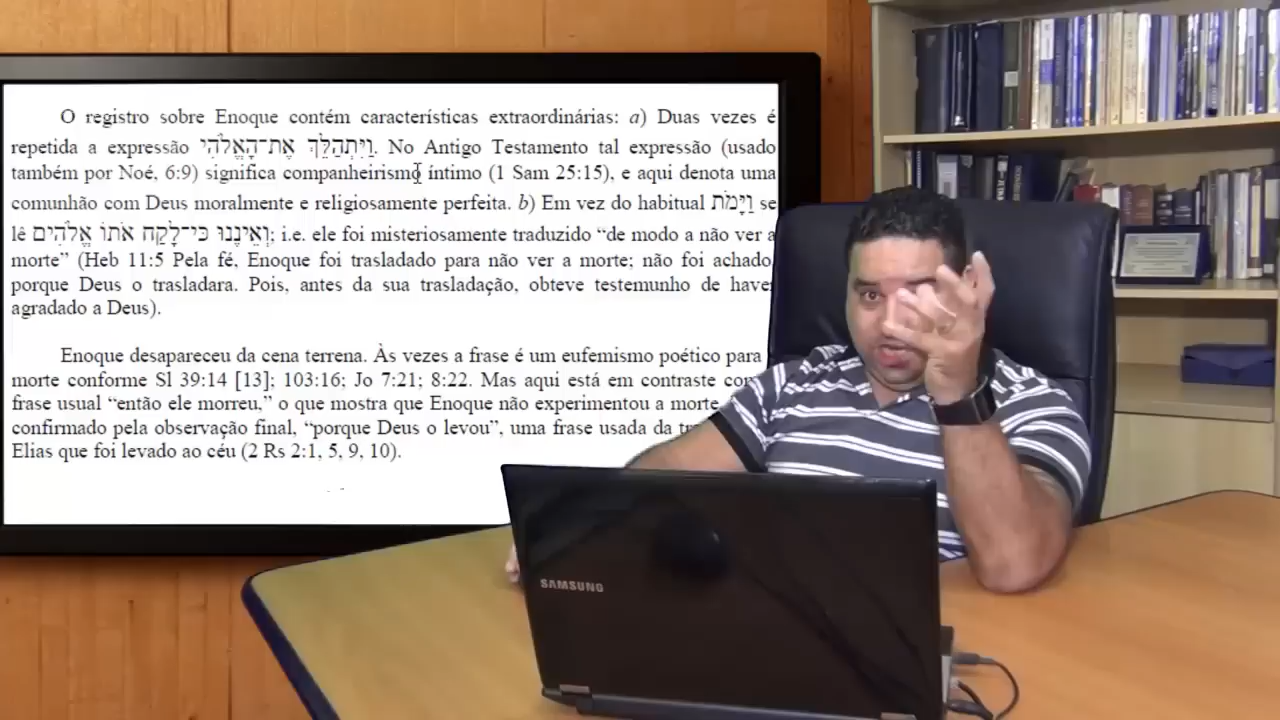 O registro sobre Enoque contém características extraordinárias: a) Duas vezes é
repetida a expressão וַיִּתְהַלֵּךְ אֶת־הָאֱלֹהִי. No Antigo Testamento tal expressão (usado
também por Noé, 6:9) significa companheirismo íntimo (1 Sam 25:15), e aqui denota uma
comunhão com Deus moralmente e religiosamente perfeita. b) Em vez do habitual וַיָּמֹת se
lê וְאֵינֶנּוּ כִּי־לָקַח אֹתוֹ אֱלֹהִים; i.e. ele foi misteriosamente traduzido “de modo a não ver a
morte” (Heb 11:5 Pela fé, Enoque foi trasladado para não ver a morte; não foi achado,
porque Deus o trasladara. Pois, antes da sua trasladação, obteve testemunho de have
agradado a Deus).
Enoque desapareceu da cena terrena. Às vezes a frase é um eufemismo poético para
morte conforme Sl 39:14 [13]; 103:16; Jo 7:21; 8:22. Mas aqui está em contraste co
frase usual “então ele morreu,” o que mostra que Enoque não experimentou a morte
confirmado pela observação final, “porque Deus o levou”, uma frase usada da
Elias que foi levado ao céu (2 Rs 2:1, 5, 9, 10).
SAMSUNG